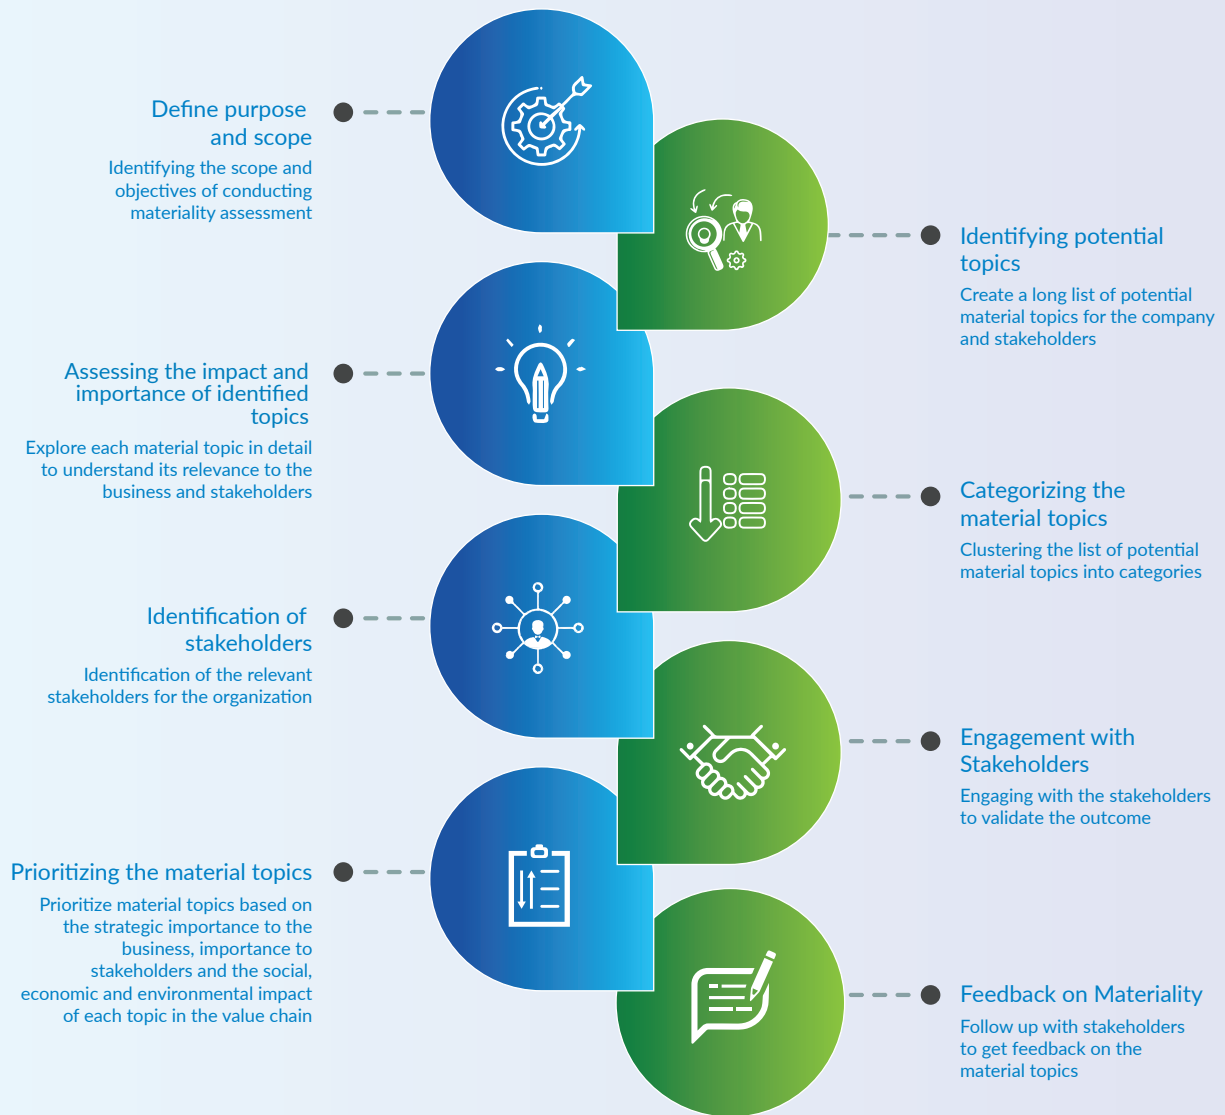 Define purpose
and scope
Identifying the scope and
objectives of conducting
materiality assessment
Identifying potential
topics
Create a long list of potential
material topics for the company
and stakeholders
Assessing the impact and
importance of identified
topics
Explore each material topic in detail
to understand its relevance to the
business and stakeholders
Categorizing the
material topics
Clustering the list of potential
material topics into categories
Identification of
stakeholders
Identification of the relevant
stakeholders for the organization
Engagement with
Stakeholders
Engaging with the stakeholders
to validate the outcome
Prioritizing the material topics
Prioritize material topics based on
the strategic importance to the
business, importance to
stakeholders and the social,
economic and environmental impact
of each topic in the value chain
Feedback on Materiality
Follow up with stakeholders
to get feedback on the
material topics